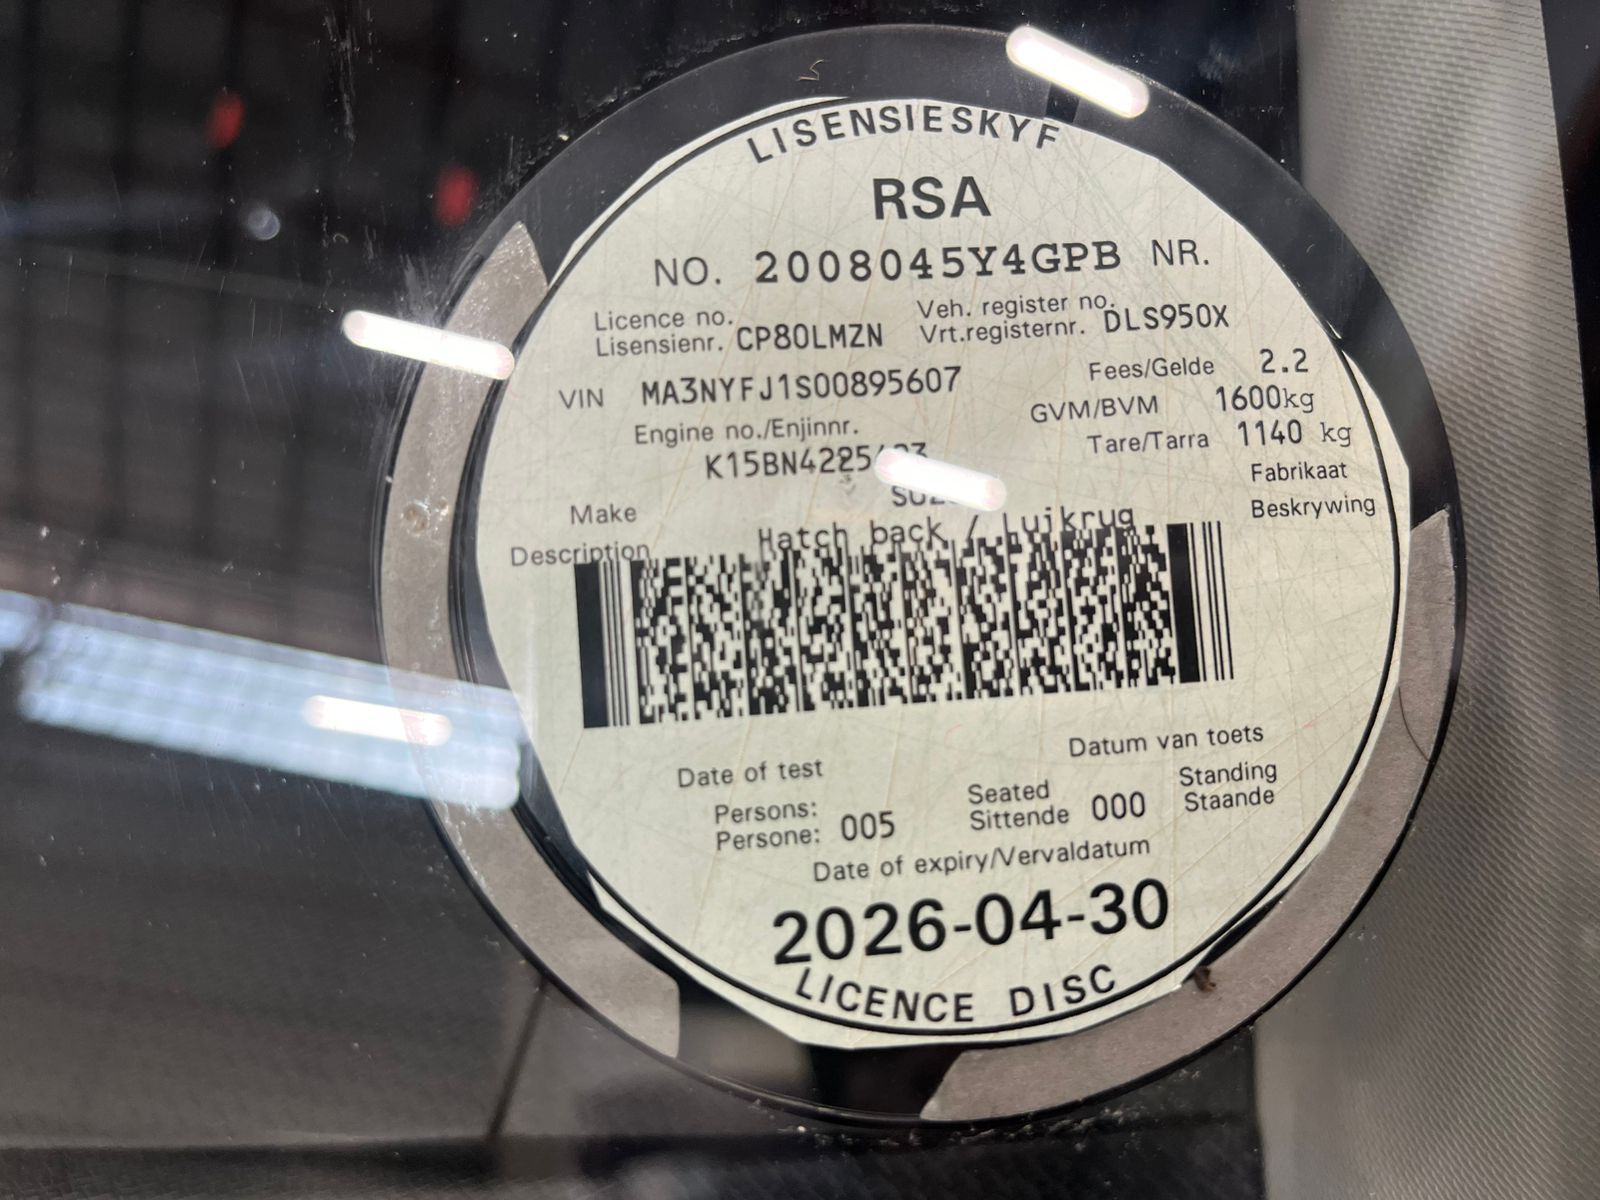 LISENSIESKYF
RSA
NO. 2008045Y4GPB NR.
Licence no. Veh. register no.
Lisensienr. CP80LMZN Vrt.registernr. DLS950X
VIN MA3NYFJ1S00895607 Fees/Gelde 2.2
Engine no./Enjinnr. GVM/BVM 1600kg
Tare/Tarra 1140 kg
Make Fabrikaat
Description Hatch back / Luikrug Beskrywing
Date of test Datum van toets
Persons: Seated Standing
Persone: 005 Sittende 000 Staande
Date of expiry/Vervaldatum
2026-04-30
LICENCE DISC